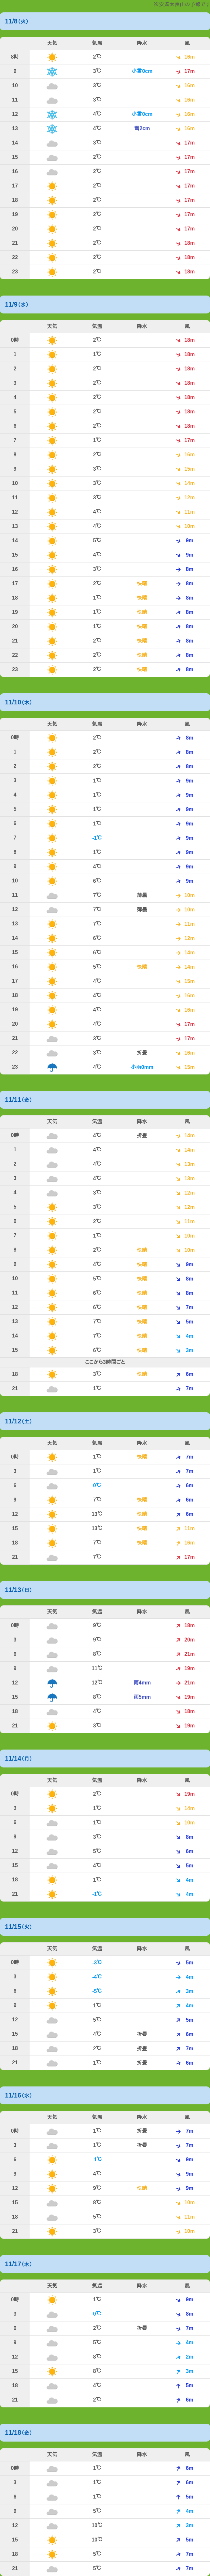 ※安達太良山の予報です
11/8(火)
天気 気温 降水 風
8時 2℃ 16m
9 3℃ 小雪0cm 17m
10 3℃ 16m
11 3℃ 16m
12 4℃ 小雪0cm 16m
13 4℃ 雪2cm 16m
14 3℃ 17m
15 2℃ 17m
16 2℃ 17m
17 2℃ 17m
18 2℃ 17m
19 2℃ 17m
20 2℃ 17m
21 2℃ 18m
22 2℃ 18m
23 2℃ 18m
11/9(水)
天気 気温 降水 風
0時 2℃ 18m
1 1℃ 18m
2 2℃ 18m
3 2℃ 18m
4 2℃ 18m
5 2℃ 18m
6 2℃ 18m
7 1℃ 17m
8 2℃ 16m
9 3℃ 15m
10 3℃ 14m
11 3℃ 12m
12 4℃ 11m
13 4℃ 10m
14 5℃ 9m
15 4℃ 9m
16 3℃ 8m
17 2℃ 快晴 8m
18 1℃ 快晴 8m
19 1℃ 快晴 8m
20 1℃ 快晴 8m
21 2℃ 快晴 8m
22 2℃ 快晴 8m
23 2℃ 快晴 8m
11/10(木)
天気 気温 降水 風
0時 2℃ 8m
1 2℃ 8m
2 2℃ 8m
3 1℃ 9m
4 1℃ 9m
5 1℃ 9m
6 1℃ 9m
7 -1℃ 9m
8 1℃ 9m
9 4℃ 9m
10 6℃ 9m
11 7℃ 薄曇 10m
12 7℃ 薄曇 10m
13 7℃ 11m
14 6℃ 12m
15 6℃ 14m
16 5℃ 快晴 14m
17 4℃ 15m
18 4℃ 16m
19 4℃ 16m
20 4℃ 17m
21 3℃ 17m
22 3℃ 折曇 16m
23 4℃ 小雨0mm 15m
11/11(金)
天気 気温 降水 風
0時 4℃ 折曇 14m
1 4℃ 14m
2 4℃ 13m
3 4℃ 13m
4 3℃ 12m
5 3℃ 12m
6 2℃ 11m
7 1℃ 10m
8 2℃ 快晴 10m
9 4℃ 快晴 9m
10 5℃ 快晴 8m
11 6℃ 快晴 8m
12 6℃ 快晴 7m
13 7℃ 快晴 5m
14 7℃ 快晴 4m
15 6℃ 快晴 3m
ここから3時間ごと
18 3℃ 快晴 6m
21 1℃ 7m
11/12(土)
天気 気温 降水 風
0時 1℃ 快晴 7m
3 1℃ 7m
6 0℃ 6m
9 7℃ 快晴 6m
12 13℃ 快晴 6m
15 13℃ 快晴 11m
18 7℃ 快晴 16m
21 7℃ 17m
11/13(日)
天気 気温 降水 風
0時 9℃ 18m
3 9℃ 20m
6 8℃ 21m
9 11℃ 19m
12 12℃ 雨4mm 21m
15 8℃ 雨5mm 19m
18 4℃ 18m
21 3℃ 19m
11/14(月)
天気 気温 降水 風
0時 2℃ 19m
3 1℃ 14m
6 1℃ 10m
9 3℃ 8m
12 5℃ 6m
15 4℃ 5m
18 1℃ 4m
21 -1℃ 4m
11/15(火)
天気 気温 降水 風
0時 -3℃ 5m
3 -4℃ 4m
6 -5℃ 3m
9 1℃ 4m
12 5℃ 5m
15 4℃ 折曇 6m
18 2℃ 折曇 7m
21 1℃ 折曇 6m
11/16(水)
天気 気温 降水 風
0時 1℃ 折曇 7m
3 1℃ 折曇 7m
6 -1℃ 9m
9 4℃ 9m
12 9℃ 快晴 9m
15 8℃ 10m
18 5℃ 11m
21 3℃ 10m
11/17(木)
天気 気温 降水 風
0時 1℃ 9m
3 0℃ 8m
6 2℃ 折曇 7m
9 5℃ 4m
12 8℃ 2m
15 8℃ 3m
18 4℃ 5m
21 2℃ 6m
11/18(金)
天気 気温 降水 風
0時 1℃ 6m
3 1℃ 6m
6 1℃ 5m
9 5℃ 4m
12 10℃ 3m
15 10℃ 5m
18 5℃ 7m
21 5℃ 7m